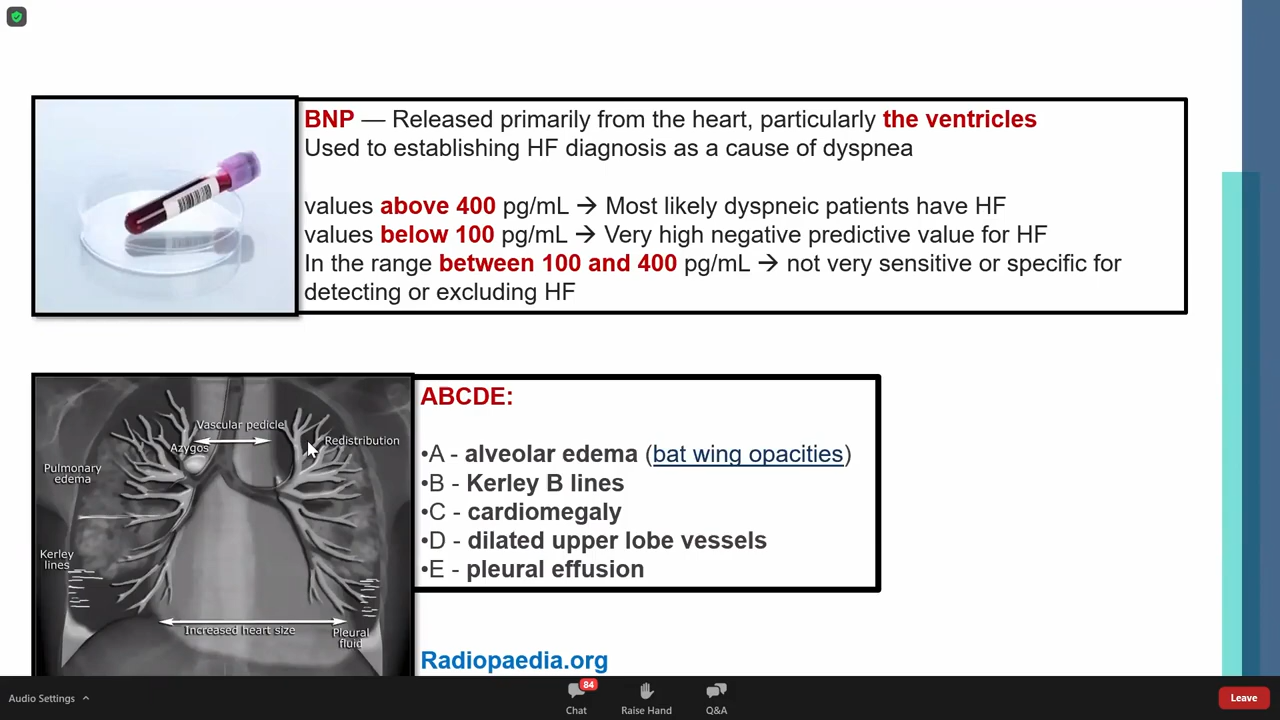 BNP — Released primarily from the heart, particularly the ventricles
Used to establishing HF diagnosis as a cause of dyspnea
values above 400 pg/mL → Most likely dyspneic patients have HF
values below 100 pg/mL → Very high negative predictive value for HF
In the range between 100 and 400 pg/mL → not very sensitive or specific for
detecting or excluding HF
Vascular pedicle
Azygos
Redistribution
Pulmonary
edema
Kerley
lines
Increased heart size
Pleural
fluid
ABCDE:
•A - alveolar edema (bat wing opacities)
•B - Kerley B lines
•C - cardiomegaly
•D - dilated upper lobe vessels
•E - pleural effusion
Radiopaedia.org
Audio Settings
84
Chat
Raise Hand
Q&A
Leave